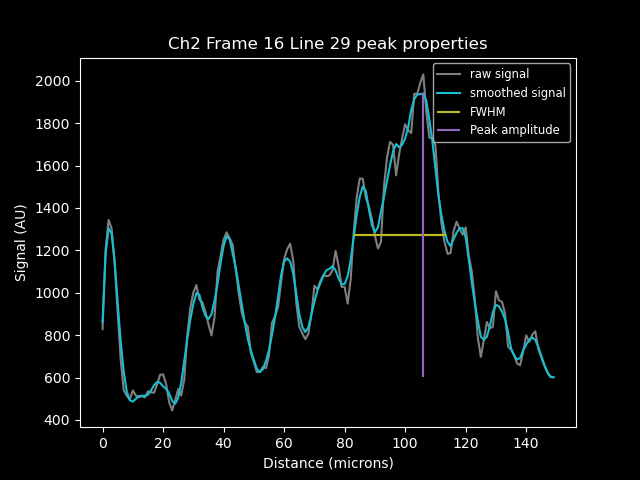 Ch2 Frame 16 Line 29 peak properties
raw signal
smoothed signal
FWHM
Peak amplitude
Signal (AU)
2000
1800
1600
1400
1200
1000
800
600
400
0 20 40 60 80 100 120 140
Distance (microns)